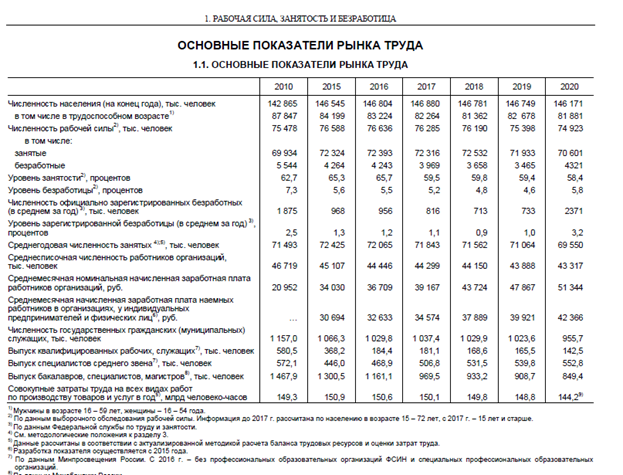 1. РАБОЧАЯ СИЛА, ЗАНЯТОСТЬ И БЕЗРАБОТИЦА
ОСНОВНЫЕ ПОКАЗАТЕЛИ РЫНКА ТРУДА
1.1. ОСНОВНЫЕ ПОКАЗАТЕЛИ РЫНКА ТРУДА
2010 2015 2016 2017 2018 2019 2020
Численность населения (на конец года), тыс. человек 142 865 146 545 146 804 146 880 146 781 146 749 146 171
в том числе в трудоспособном возрасте1) 87 847 84 199 83 224 82 264 81 362 82 678 81 881
Численность рабочей силы2), тыс. человек 75 478 76 588 76 636 76 285 76 190 75 398 74 923
в том числе:
занятые 69 934 72 324 72 393 72 316 72 532 71 933 70 601
безработные 5 544 4 264 4 243 3 969 3 658 3 465 4321
Уровень занятости2), процентов 62,7 65,3 65,7 59,5 59,8 59,4 58,4
Уровень безработицы2), процентов 7,3 5,6 5,5 5,2 4,8 4,6 5,8
Численность официально зарегистрированных безработных
(в среднем за год) 3), тыс. человек 1 875 968 956 816 713 733 2371
Уровень зарегистрированной безработицы (в среднем за год) 3),
процентов 2,5 1,3 1,2 1,1 0,9 1,0 3,2
Среднегодовая численность занятых 4);5), тыс. человек 71 493 72 425 72 065 71 843 71 562 71 064 69 550
Среднесписочная численность работников организаций,
тыс. человек 46 719 45 107 44 446 44 299 44 150 43 888 43 317
Среднемесячная номинальная начисленная заработная плата
работников организаций, руб. 20 952 34 030 36 709 39 167 43 724 47 867 51 344
Среднемесячная начисленная заработная плата наемных
работников в организациях, у индивидуальных
предпринимателей и физических лиц6), руб. … 30 694 32 633 34 574 37 889 39 921 42 366
Численность государственных гражданских (муниципальных)
служащих, тыс. человек 1 157,0 1 066,3 1 029,8 1 037,4 1 029,9 1 023,6 955,7
Выпуск квалифицированных рабочих, служащих7), тыс. человек 580,5 368,2 184,4 181,1 168,6 165,5 142,5
Выпуск специалистов среднего звена7), тыс. человек 572,1 446,0 468,9 506,8 531,5 539,8 552,8
Выпуск бакалавров, специалистов, магистров8), тыс. человек 1 467,9 1 300,5 1 161,1 969,5 933,2 908,7 849,4
Совокупные затраты труда на всех видах работ
по производству товаров и услуг в год5), млрд человеко-часов 149,3 150,9 150,6 150,1 149,8 148,8 144,29)
1) Мужчины в возрасте 16 – 59 лет, женщины – 16 – 54 года.
2) По данным выборочного обследования рабочей силы. Информация до 2017 г. рассчитана по населению в возрасте 15 – 72 лет, с 2017 г. – 15 лет и старше.
3) По данным Федеральной службы по труду и занятости.
4) См. методологические положения к разделу 3.
5) Данные рассчитаны в соответствии с актуализированной методикой расчета баланса трудовых ресурсов и оценки затрат труда.
6) Разработка показателя осуществляется с 2015 года.
7) По данным Минпросвещения России. С 2016 г. – без профессиональных образовательных организаций ФСИН и специальных профессиональных образовательных
организаций.